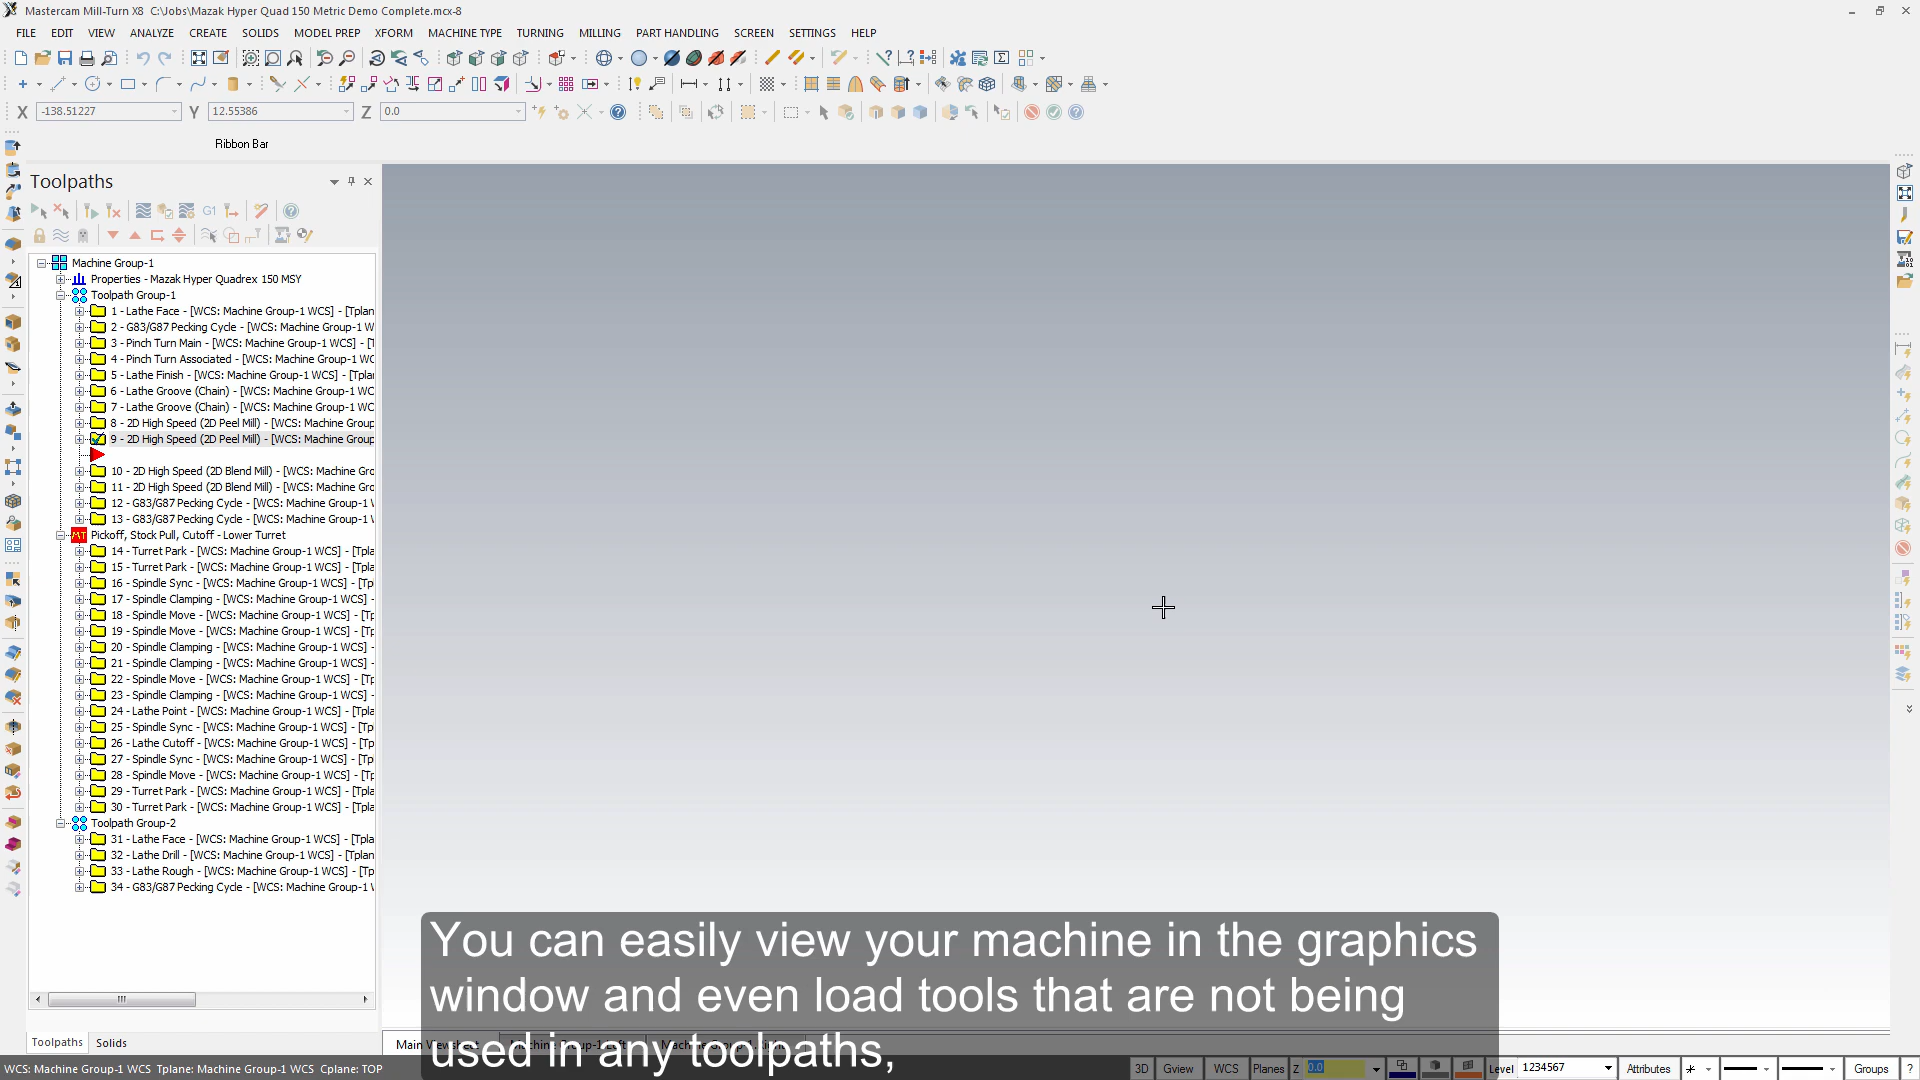 Mastercam Mill-Turn X8 C:\Jobs\Mazak Hyper Quad 150 Metric Demo Complete.mcx-8
FILE EDIT VIEW ANALYZE CREATE SOLIDS MODEL PREP XFORM MACHINE TYPE TURNING MILLING PART HANDLING SCREEN SETTINGS HELP
X -138.51227 Y 12.55386 Z 0.0
Ribbon Bar
Toolpaths
G1
Machine Group-1
Properties - Mazak Hyper Quadrex 150 MSY
Toolpath Group-1
1 - Lathe Face - [WCS: Machine Group-1 WCS] - [Tplan
2 - G83/G87 Pecking Cycle - [WCS: Machine Group-1 W
3 - Pinch Turn Main - [WCS: Machine Group-1 WCS] - [T
4 - Pinch Turn Associated - [WCS: Machine Group-1 WC
5 - Lathe Finish - [WCS: Machine Group-1 WCS] - [Tplar
6 - Lathe Groove (Chain) - [WCS: Machine Group-1 WC
7 - Lathe Groove (Chain) - [WCS: Machine Group-1 WC
8 - 2D High Speed (2D Peel Mill) - [WCS: Machine Group
9 - 2D High Speed (2D Peel Mill) - [WCS: Machine Group
10 - 2D High Speed (2D Blend Mill) - [WCS: Machine Gro
11 - 2D High Speed (2D Blend Mill) - [WCS: Machine Gro
12 - G83/G87 Pecking Cycle - [WCS: Machine Group-1 W
13 - G83/G87 Pecking Cycle - [WCS: Machine Group-1 W
Pickoff, Stock Pull, Cutoff - Lower Turret
14 - Turret Park - [WCS: Machine Group-1 WCS] - [Tpla
15 - Turret Park - [WCS: Machine Group-1 WCS] - [Tpla
16 - Spindle Sync - [WCS: Machine Group-1 WCS] - [Tp
17 - Spindle Clamping - [WCS: Machine Group-1 WCS] -
18 - Spindle Move - [WCS: Machine Group-1 WCS] - [Tp
19 - Spindle Move - [WCS: Machine Group-1 WCS] - [Tp
20 - Spindle Clamping - [WCS: Machine Group-1 WCS] -
21 - Spindle Clamping - [WCS: Machine Group-1 WCS] -
22 - Spindle Move - [WCS: Machine Group-1 WCS] - [Tp
23 - Spindle Clamping - [WCS: Machine Group-1 WCS] -
24 - Lathe Point - [WCS: Machine Group-1 WCS] - [Tpla
25 - Spindle Sync - [WCS: Machine Group-1 WCS] - [Tp
26 - Lathe Cutoff - [WCS: Machine Group-1 WCS] - [Tp
27 - Spindle Sync - [WCS: Machine Group-1 WCS] - [Tp
28 - Spindle Move - [WCS: Machine Group-1 WCS] - [Tp
29 - Turret Park - [WCS: Machine Group-1 WCS] - [Tpla
30 - Turret Park - [WCS: Machine Group-1 WCS] - [Tpla
Toolpath Group-2
31 - Lathe Face - [WCS: Machine Group-1 WCS] - [Tpla
32 - Lathe Drill - [WCS: Machine Group-1 WCS] - [Tplan
33 - Lathe Rough - [WCS: Machine Group-1 WCS] - [Tp
34 - G83/G87 Pecking Cycle - [WCS: Machine Group-1 W
You can easily view your machine in the graphics
window and even load tools that are not being
used in any toolpaths,
Toolpaths Solids
Main Viewsheet
WCS: Machine Group-1 WCS Tplane: Machine Group-1 WCS Cplane: TOP
3D Gview WCS Planes Z 0.0 Level 1234567 Attributes Groups ?